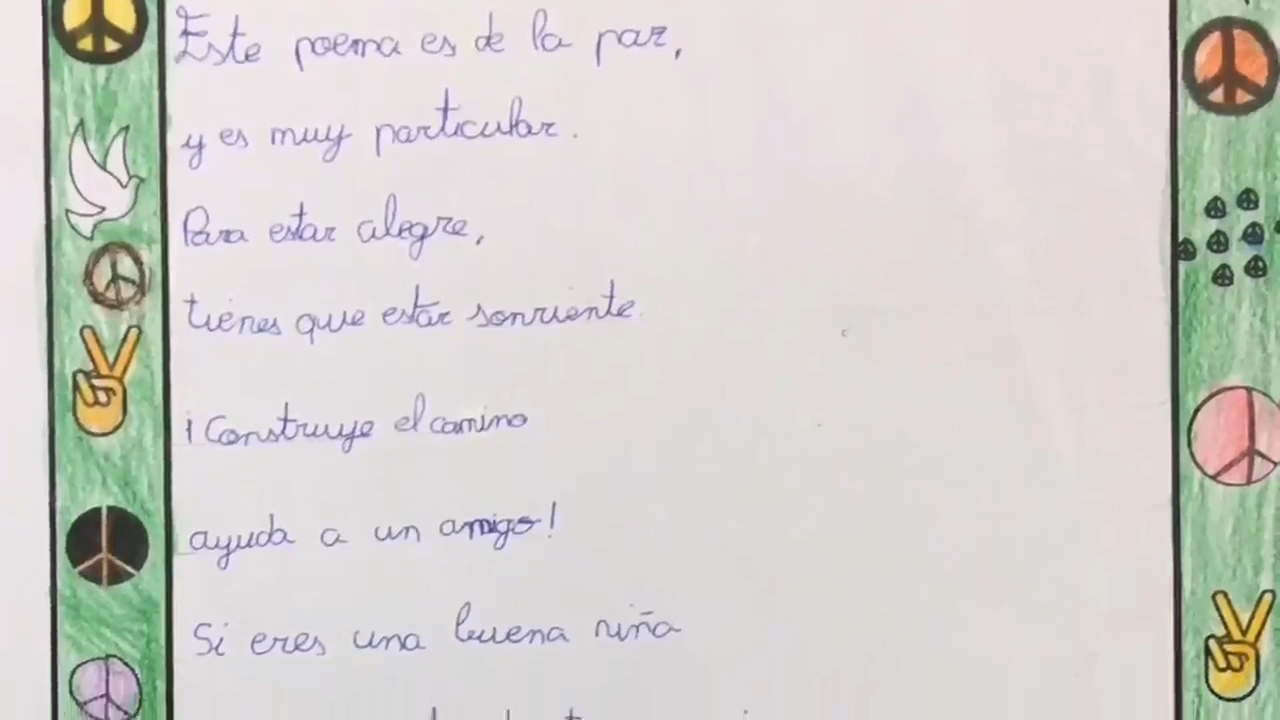 Este poema es de la paz,
y es muy particular.
Para estar alegre,
tienes que estar sonriente.
¡Construye el camino
ayuda a un amigo!
Si eres una buena niña